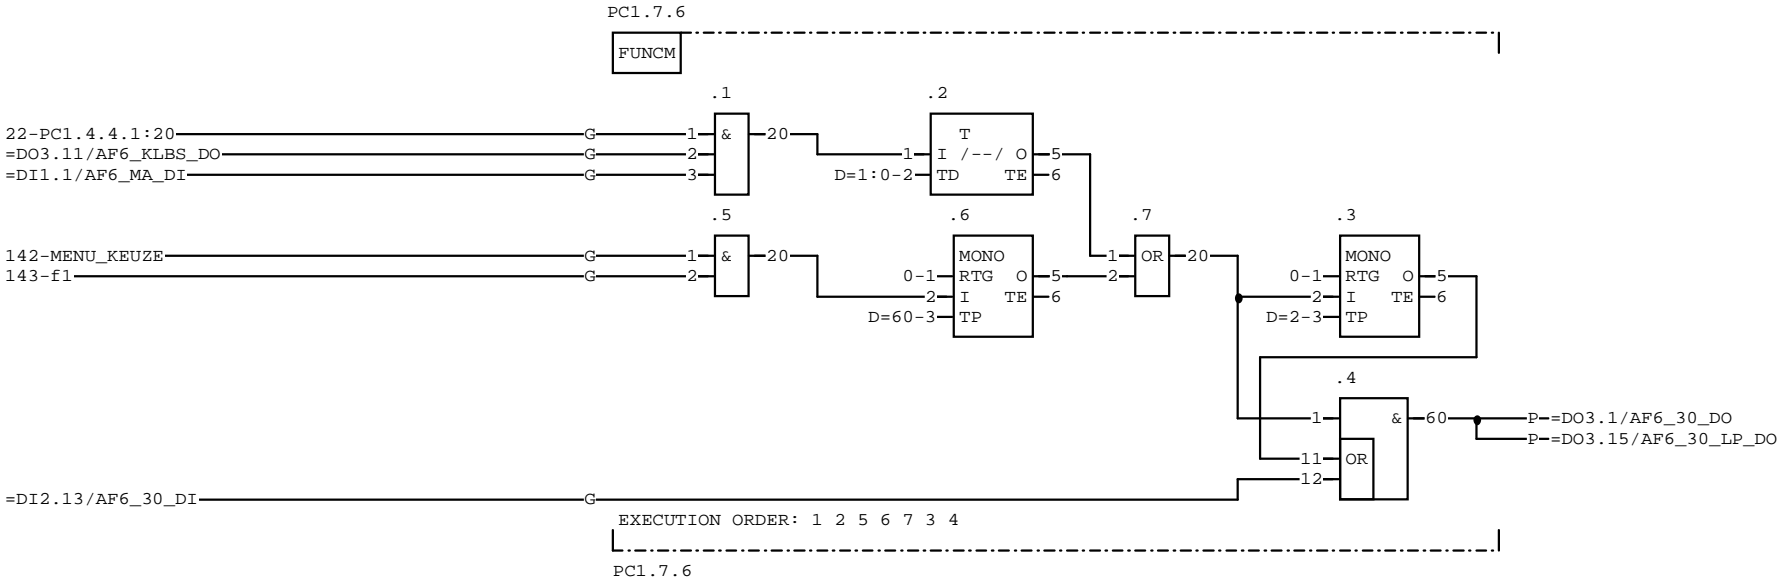 PC1.7.6
FUNCM
.1 .2
22-PC1.4.4.1:20 G 1 & 20 T
=DO3.11/AF6_KLBS_DO G 2 1 I /--/ O 5
=DI1.1/AF6_MA_DI G 3 D=1:0-2 TD TE 6
.5 .6 .7 .3
142-MENU_KEUZE G 1 & 20 MONO 1 OR 20 MONO
143-f1 G 2 0-1 RTG O 5 2 0-1 RTG O 5
2 I TE 6 2 I TE 6
D=60-3 TP D=2-3 TP
.4
1 & 60 P =DO3.1/AF6_30_DO
P =DO3.15/AF6_30_LP_DO
11 OR
12
=DI2.13/AF6_30_DI G
EXECUTION ORDER: 1 2 5 6 7 3 4
PC1.7.6